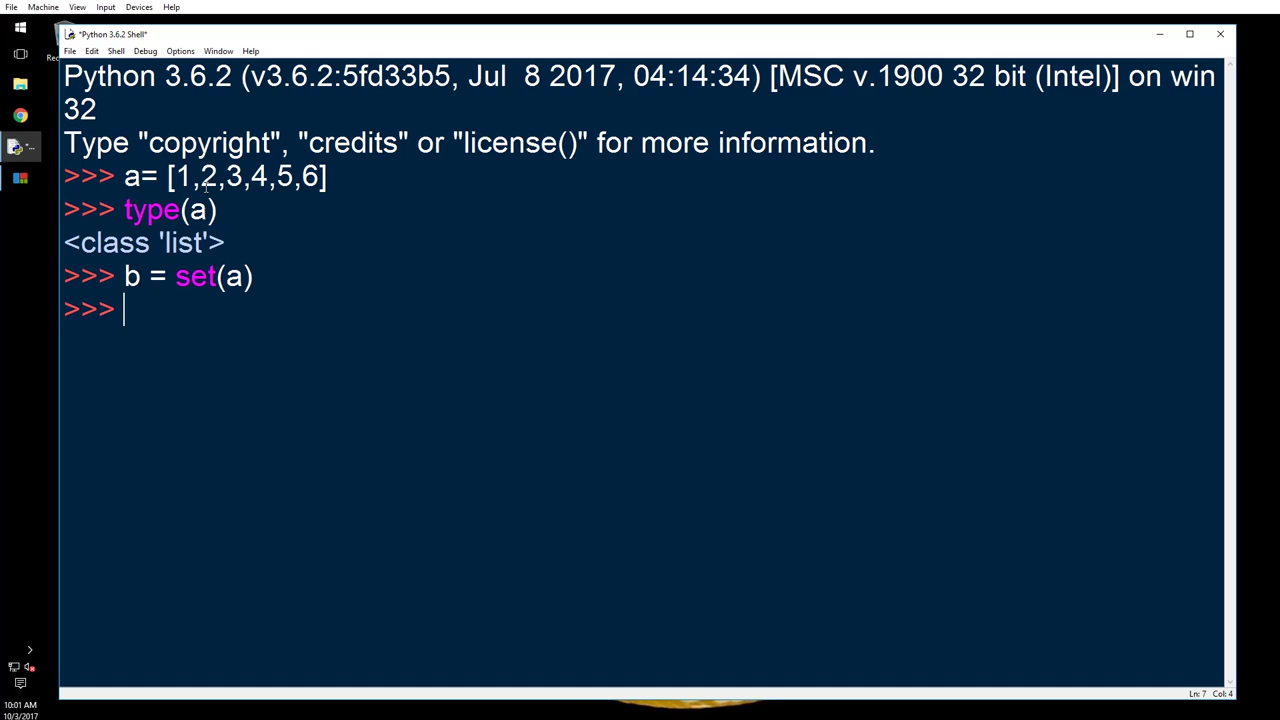 File Machine View Input Devices Help
*Python 3.6.2 Shell*
File Edit Shell Debug Options Window Help
Python 3.6.2 (v3.6.2:5fd33b5, Jul  8 2017, 04:14:34) [MSC v.1900 32 bit (Intel)] on win
32
Type "copyright", "credits" or "license()" for more information.
>>> a= [1,2,3,4,5,6]
>>> type(a)
<class 'list'>
>>> b = set(a)
>>>
Ln: 7 Col: 4
10:01 AM
10/3/2017